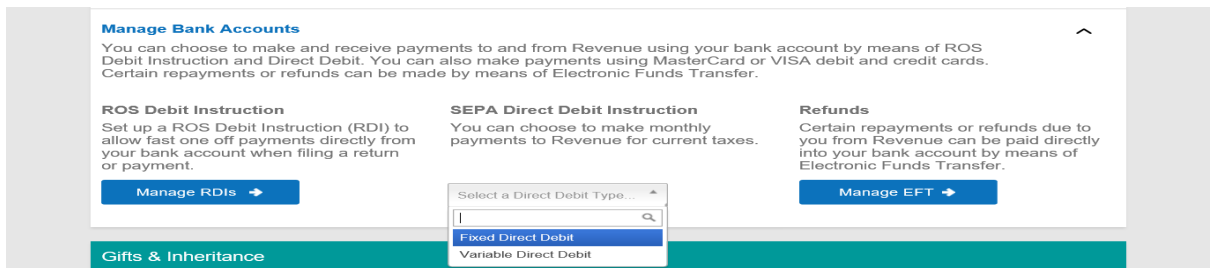 Manage Bank Accounts
You can choose to make and receive payments to and from Revenue using your bank account by means of ROS
Debit Instruction and Direct Debit. You can also make payments using MasterCard or VISA debit and credit cards.
Certain repayments or refunds can be made by means of Electronic Funds Transfer.
ROS Debit Instruction
Set up a ROS Debit Instruction (RDI) to
allow fast one off payments directly from
your bank account when filing a return
or payment.
Manage RDIs
SEPA Direct Debit Instruction
You can choose to make monthly
payments to Revenue for current taxes.
Select a Direct Debit Type...
Fixed Direct Debit
Variable Direct Debit
Refunds
Certain repayments or refunds due to
you from Revenue can be paid directly
into your bank account by means of
Electronic Funds Transfer.
Manage EFT
Gifts & Inheritance